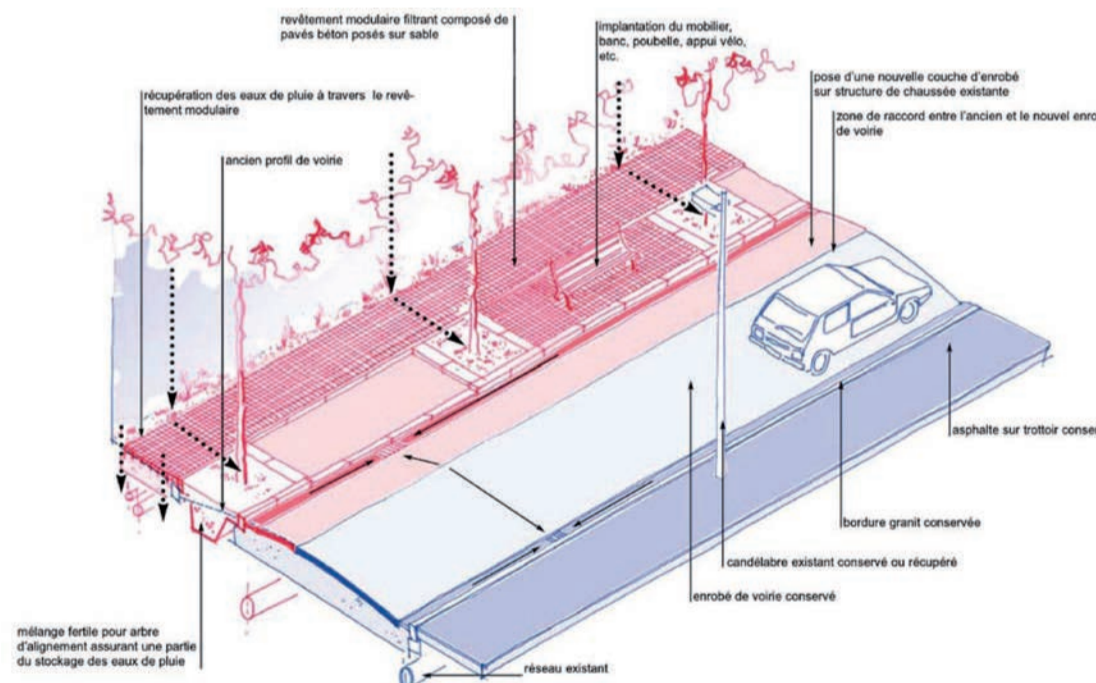 revêtement modulaire filtrant composé de
pavés béton posés sur sable
implantation du mobilier,
banc, poubelle, appui vélo,
etc.
pose d'une nouvelle couche d'enrobé
sur structure de chaussée existante
récupération des eaux de pluie à travers le revê-
tement modulaire
zone de raccord entre l'ancien et le nouvel enro
de voirie
ancien profil de voirie
asphalte sur trottoir conser
bordure granit conservée
candélabre existant conservé ou récupéré
enrobé de voirie conservé
mélange fertile pour arbre
d'alignement assurant une partie
du stockage des eaux de pluie
réseau existant